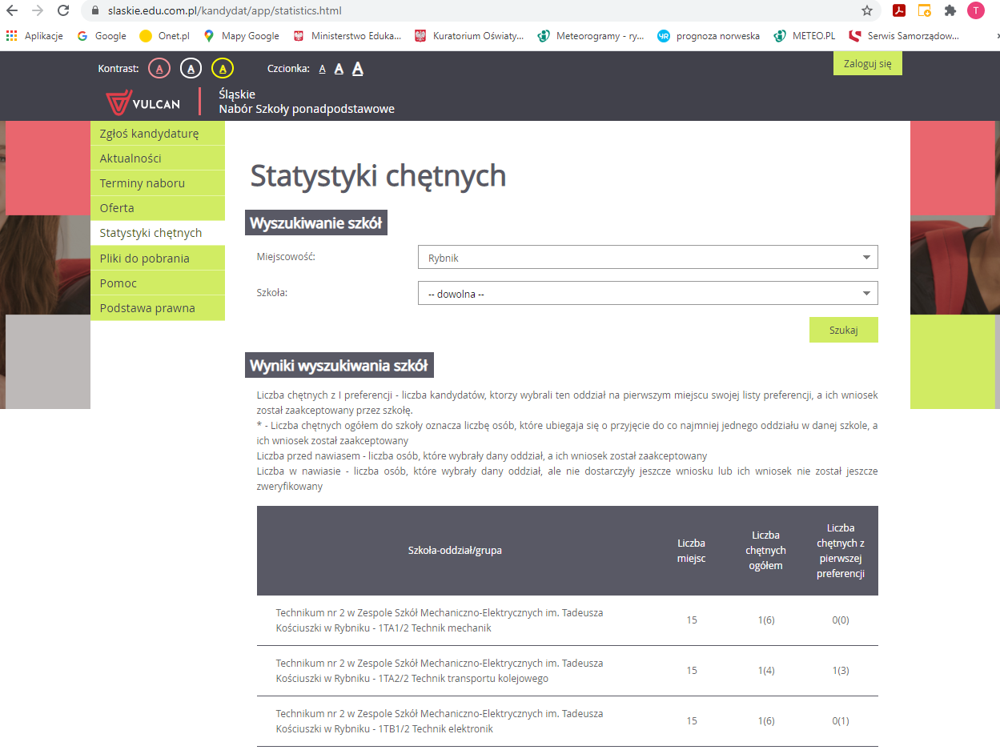 slaskie.edu.com.pl/kandydat/app/statistics.html
T
Aplikacje
Google
Onet.pl
Mapy Google
Ministerstwo Eduka...
Kuratorium Oświaty...
Meteorogramy - ry...
YR
prognoza norweska
METEO.PL
Serwis Samorządow...
Kontrast: A A A Czcionka: A A A
Zaloguj się
VULCAN
Śląskie
Nabór Szkoły ponadpodstawowe
Zgłoś kandydaturę
Aktualności
Terminy naboru
Oferta
Statystyki chętnych
Pliki do pobrania
Pomoc
Podstawa prawna
Statystyki chętnych
Wyszukiwanie szkół
Miejscowość: Rybnik
Szkoła: -- dowolna --
Szukaj
Wyniki wyszukiwania szkół
Liczba chętnych z I preferencji - liczba kandydatów, ktorzy wybrali ten oddział na pierwszym miejscu swojej listy preferencji, a ich wniosek
został zaakceptowany przez szkołę.
* - Liczba chętnych ogółem do szkoły oznacza liczbę osób, które ubiegaja się o przyjęcie do co najmniej jednego oddziału w danej szkole, a
ich wniosek został zaakceptowany
Liczba przed nawiasem - liczba osób, które wybrały dany oddział, a ich wniosek został zaakceptowany
Liczba w nawiasie - liczba osób, które wybrały dany oddział, ale nie dostarczyły jeszcze wniosku lub ich wniosek nie został jeszcze
zweryfikowany
Szkoła-oddział/grupa
Liczba
miejsc
Liczba
chętnych
ogółem
Liczba
chętnych z
pierwszej
preferencji
Technikum nr 2 w Zespole Szkół Mechaniczno-Elektrycznych im. Tadeusza
Kościuszki w Rybniku - 1TA1/2 Technik mechanik
15 1(6) 0(0)
Technikum nr 2 w Zespole Szkół Mechaniczno-Elektrycznych im. Tadeusza
Kościuszki w Rybniku - 1TA2/2 Technik transportu kolejowego
15 1(4) 1(3)
Technikum nr 2 w Zespole Szkół Mechaniczno-Elektrycznych im. Tadeusza
Kościuszki w Rybniku - 1TB1/2 Technik elektronik
15 1(6) 0(1)